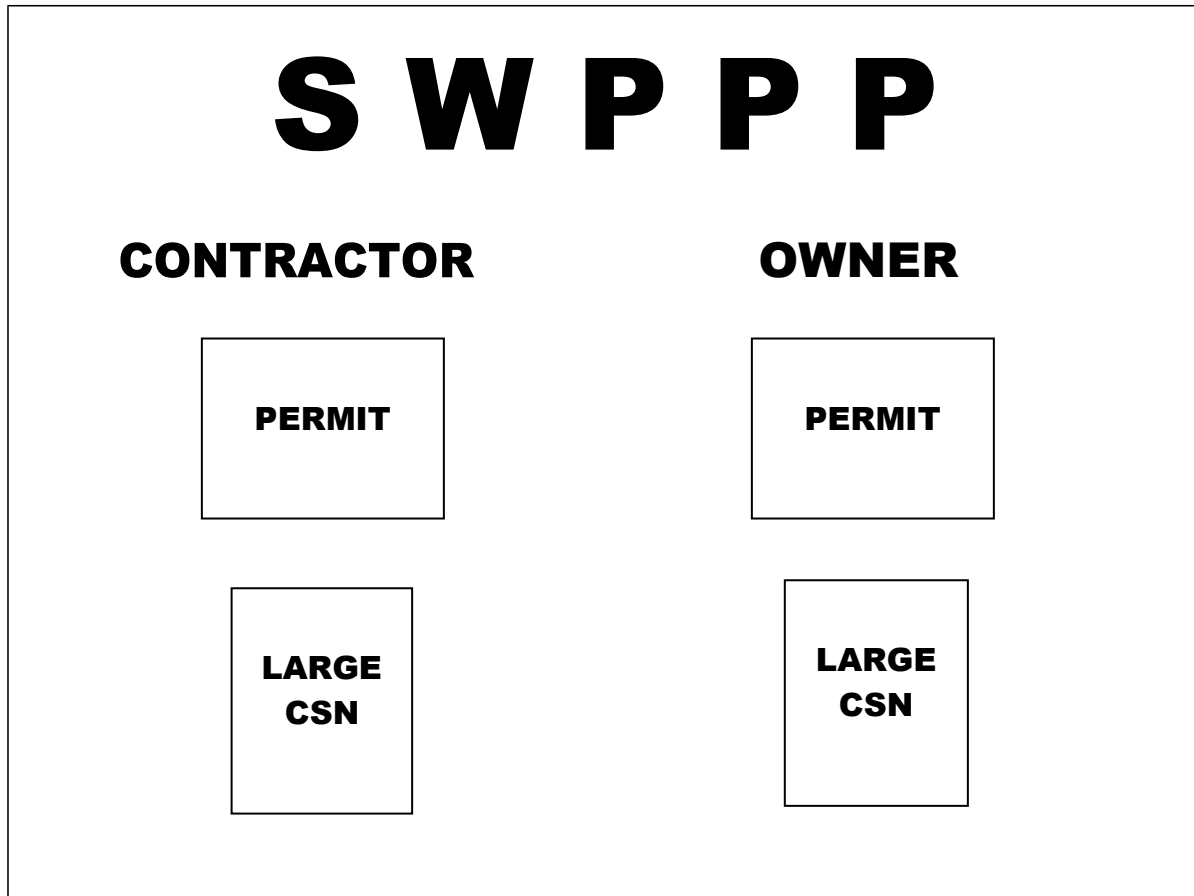 S W P P P
CONTRACTOR
OWNER
PERMIT
PERMIT
LARGE
CSN
LARGE
CSN